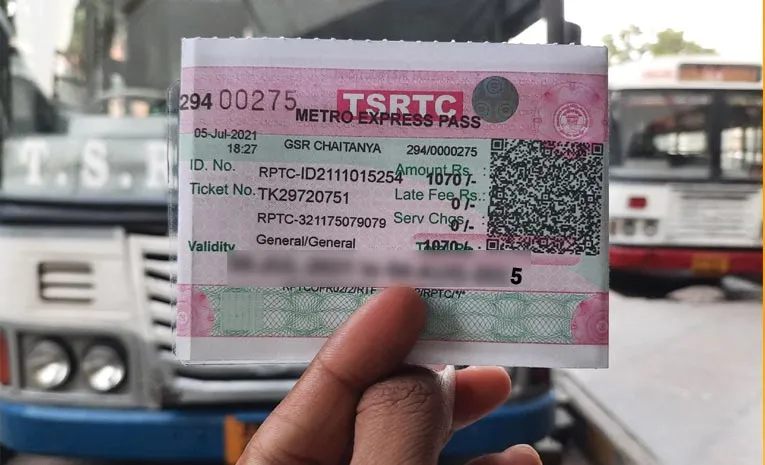 294 00275
TSRTC
METRO EXPRESS PASS
05-Jul-2021
18:27
GSR CHAITANYA 294/0000275
ID. No. RPTC-ID2111015254 Amount Rs. : 1070/-
Ticket No. TK29720751 Late Fee Rs.: 0/-
RPTC-321175079079 Serv Chgs : 0/-
General/General 1070/-
Validity
5
T.S.R